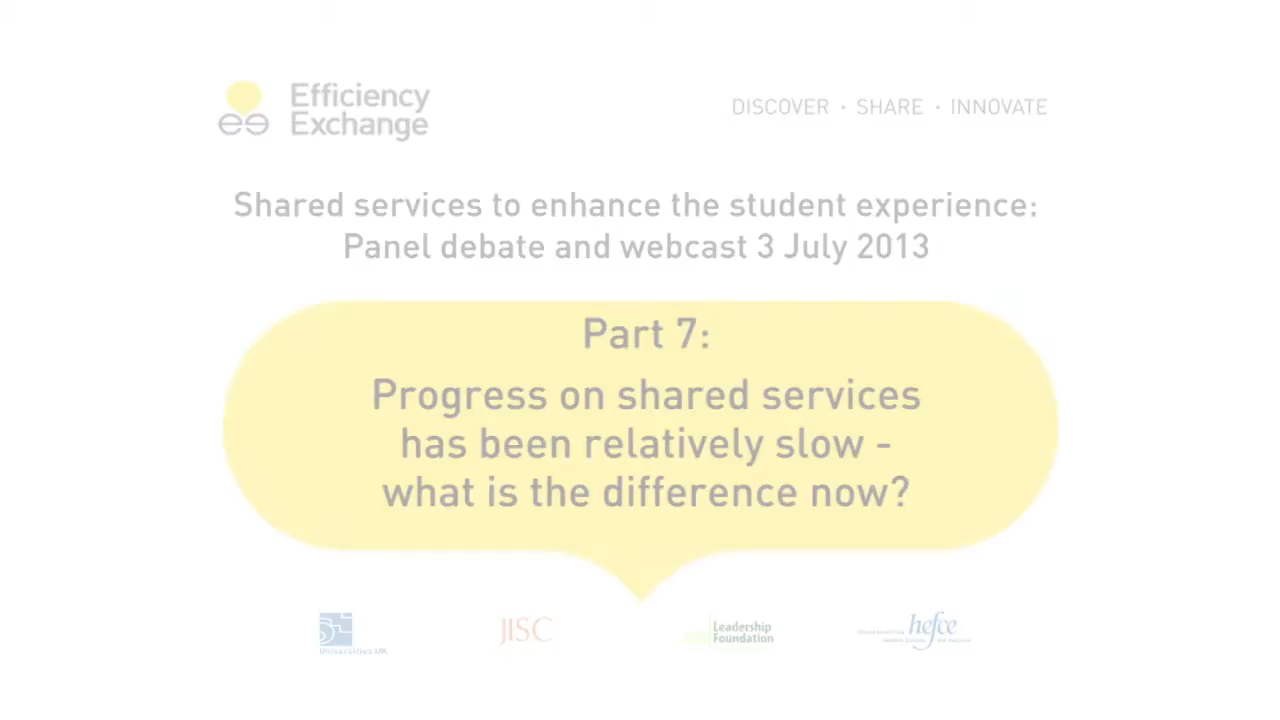 Efficiency
Exchange
DISCOVER · SHARE · INNOVATE
Shared services to enhance the student experience:
Panel debate and webcast 3 July 2013
Part 7:
Progress on shared services
has been relatively slow -
what is the difference now?
Universities UK
JISC
Leadership
Foundation
hefce